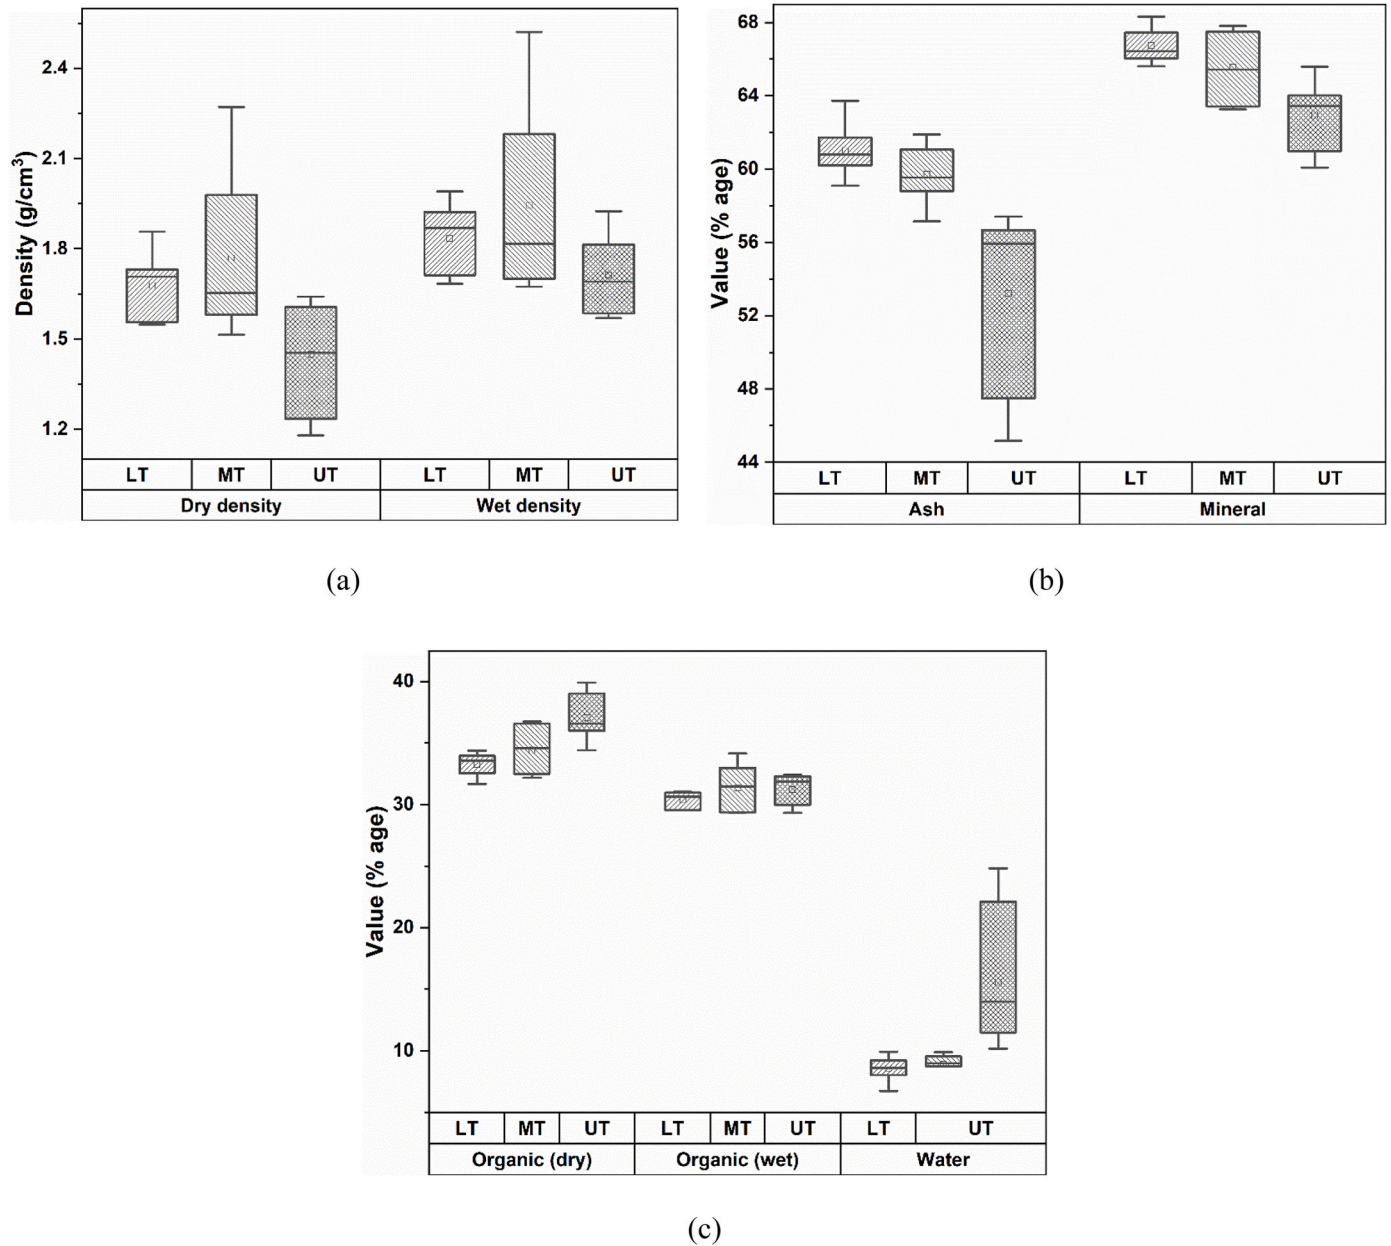 Density (g/cm³)
2.4
2.1
1.8
1.5
1.2
LT MT UT LT MT UT
Dry density Wet density
(a)
Value (% age)
68
64
60
56
52
48
44
LT MT UT LT MT UT
Ash Mineral
(b)
Value (% age)
40
30
20
10
LT MT UT LT MT UT LT UT
Organic (dry) Organic (wet) Water
(c)